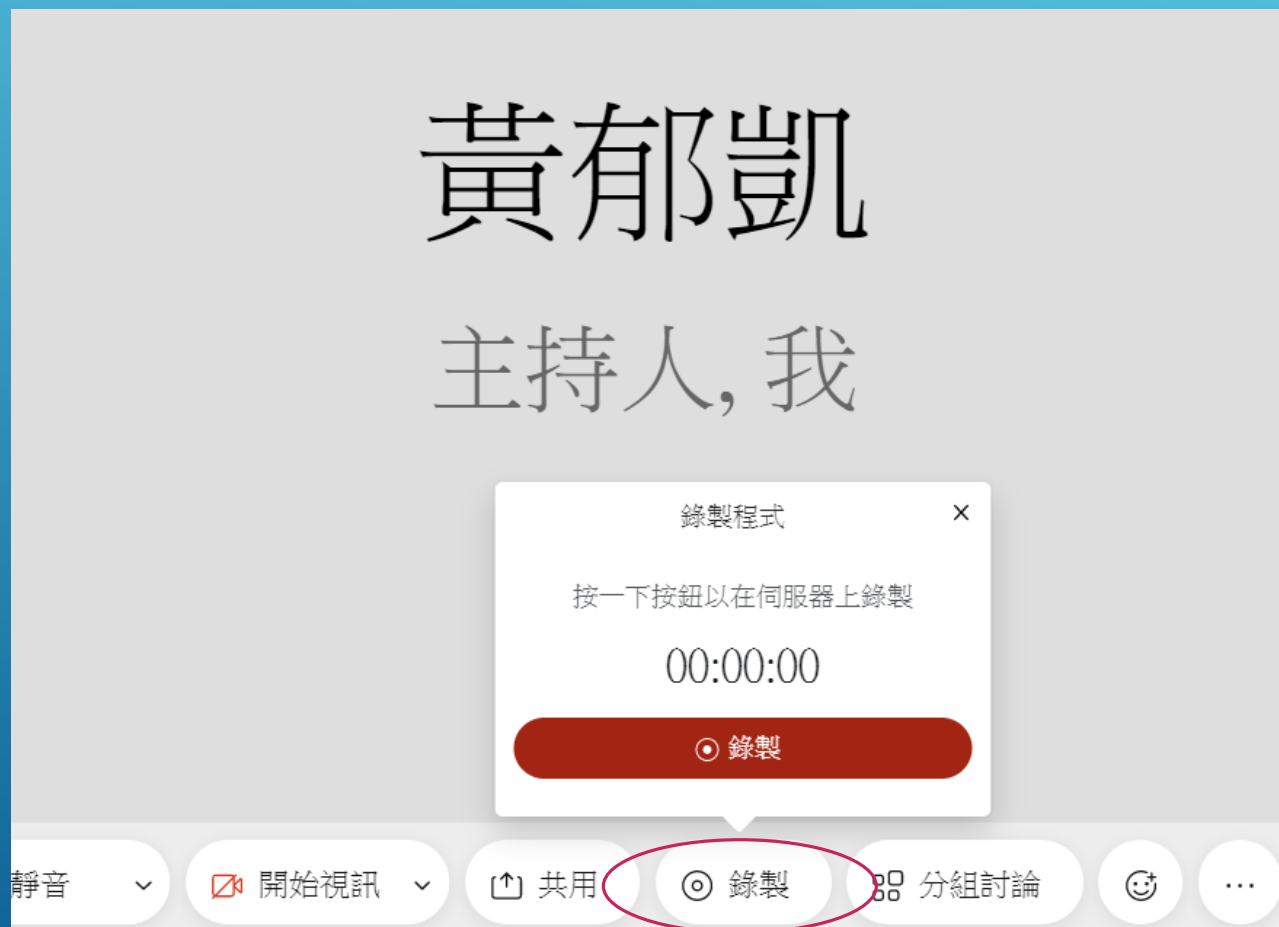 黃郁凱
主持人, 我
錄製程式
按一下按鈕以在伺服器上錄製
00:00:00
錄製
靜音 開始視訊 共用 錄製 分組討論